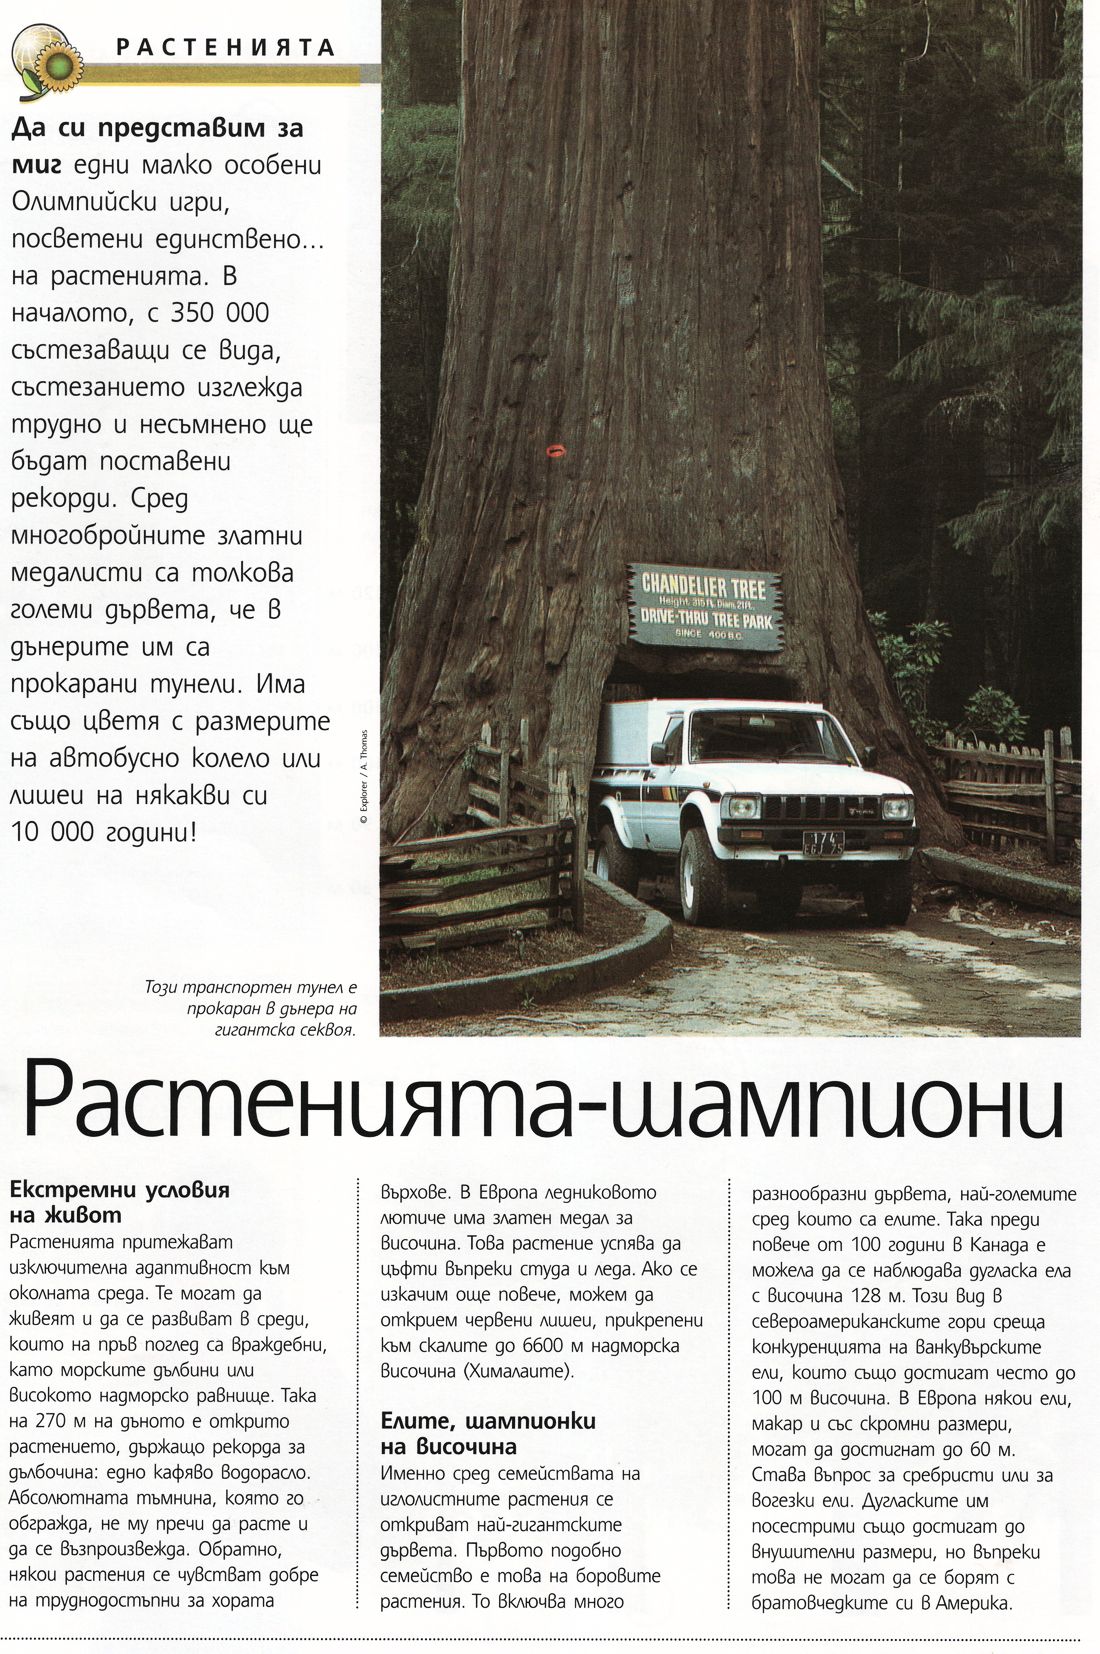 РАСТЕНИЯТА
Да си представим за
миг едни малко особени
Олимпийски игри,
посветени единствено...
на растенията. В
началото, с 350 000
състезаващи се вида,
състезанието изглежда
трудно и несъмнено ще
бъдат поставени
рекорди. Сред
многобройните златни
медалисти са толкова
големи дървета, че в
дънерите им са
прокарани тунели. Има
също цветя с размерите
на автобусно колело или
лишеи на някакви си
10 000 години!
© Explorer / A. Thomas
CHANDELIER TREE
Height 315 ft. Diam. 21 ft.
DRIVE-THRU TREE PARK
SINCE 400 B.C.
174
Този транспортен тунел е
прокаран в дънера на
гигантска секвоя.
Растенията-шампиони
Екстремни условия
на живот
Растенията притежават
изключителна адаптивност към
околната среда. Те могат да
живеят и да се развиват в среди,
които на пръв поглед са враждебни,
като морските дълбини или
високото надморско равнище. Така
на 270 м на дъното е открито
растението, държащо рекорда за
дълбочина: едно кафяво водорасло.
Абсолютната тъмнина, която го
обгражда, не му пречи да расте и
да се възпроизвежда. Обратно,
някои растения се чувстват добре
на труднодостъпни за хората
върхове. В Европа ледниковото
лютиче има златен медал за
височина. Това растение успява да
цъфти въпреки студа и леда. Ако се
изкачим още повече, можем да
открием червени лишеи, прикрепени
към скалите до 6600 м надморска
височина (Хималаите).
Елите, шампионки
на височина
Именно сред семействата на
иглолистните растения се
откриват най-гигантските
дървета. Първото подобно
семейство е това на боровите
растения. То включва много
разнообразни дървета, най-големите
сред които са елите. Така преди
повече от 100 години в Канада е
можела да се наблюдава дугласка ела
с височина 128 м. Този вид в
североамериканските гори среща
конкуренцията на Ванкувърските
ели, които също достигат често до
100 м височина. В Европа някои ели,
макар и със скромни размери,
могат да достигнат до 60 м.
Става въпрос за сребристи или за
вогезки ели. Дугласките им
посестрими също достигат до
внушителни размери, но въпреки
това не могат да се борят с
братовчедките си в Америка.